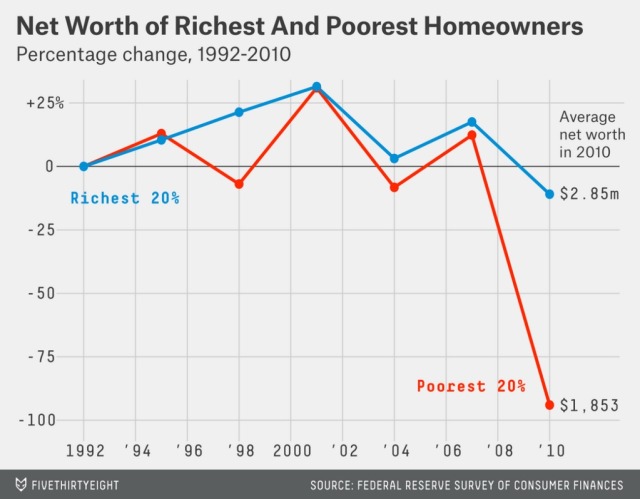 Net Worth of Richest And Poorest Homeowners
Percentage change, 1992-2010
+25%
0
-25
-50
-75
-100
Richest 20%
Average
net worth
in 2010
$2.85m
Poorest 20%
$1,853
1992 '94 '96 '98 2000 '02 '04 '06 '08 '10
FIVETHIRTYEIGHT
SOURCE: FEDERAL RESERVE SURVEY OF CONSUMER FINANCES